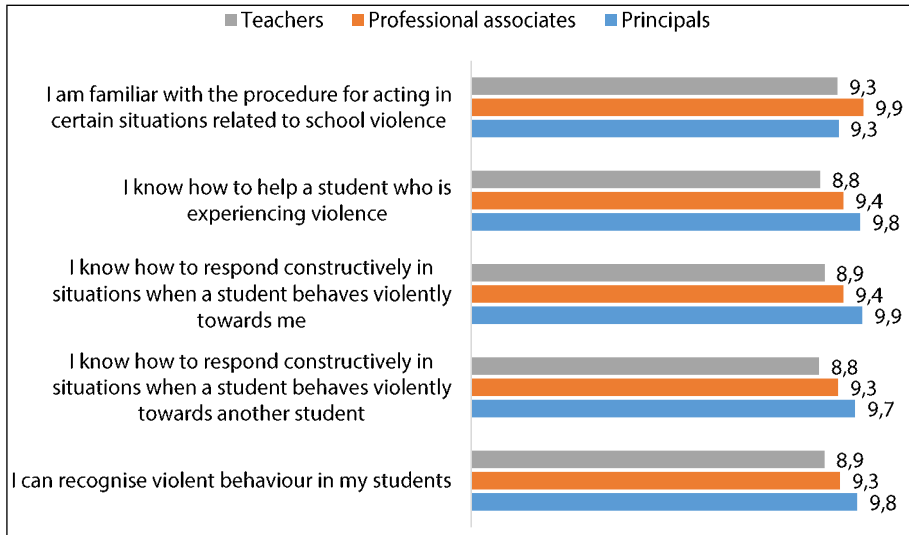 Teachers Professional associates Principals
I am familiar with the procedure for acting in
certain situations related to school violence
9,3
9,9
9,3
I know how to help a student who is
experiencing violence
8,8
9,4
9,8
I know how to respond constructively in
situations when a student behaves violently
towards me
8,9
9,4
9,9
I know how to respond constructively in
situations when a student behaves violently
towards another student
8,8
9,3
9,7
I can recognise violent behaviour in my students
8,9
9,3
9,8